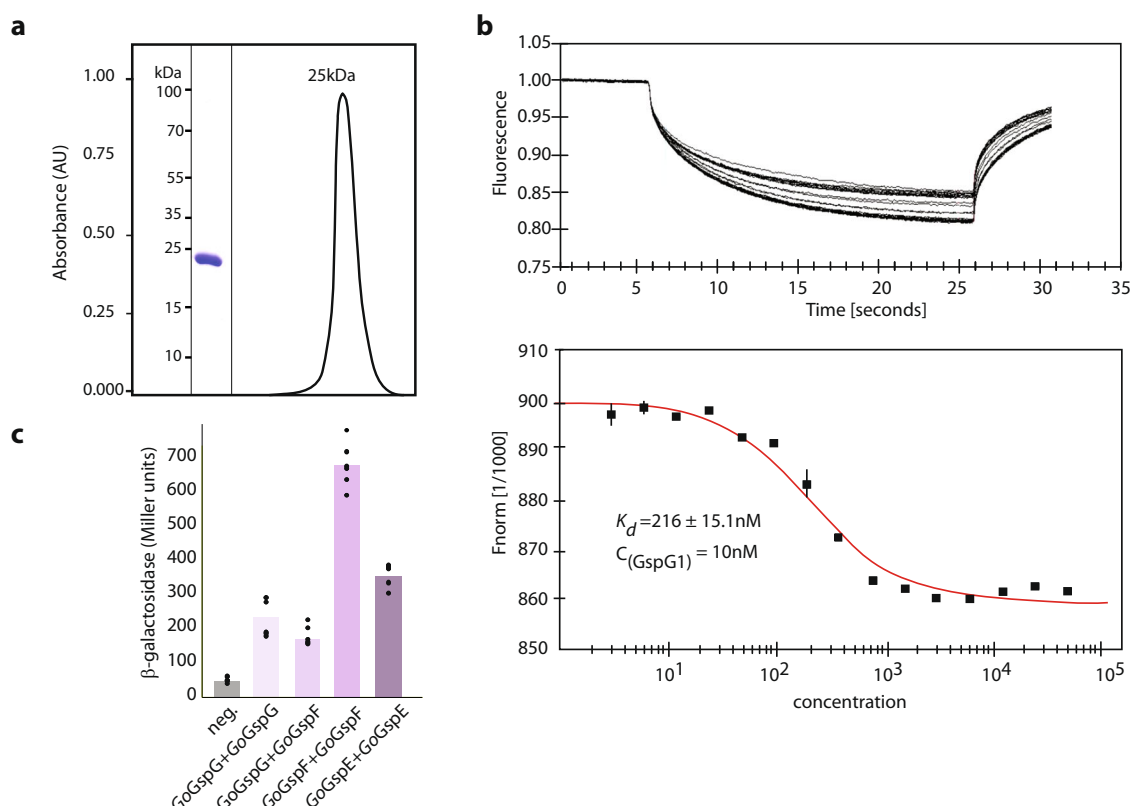 a
Absorbance (AU)
1.00
0.75
0.50
0.25
0.000
kDa
100
70
55
35
25
15
10
25kDa
b
Fluorescence
1.05
1.00
0.95
0.90
0.85
0.80
0.75
0 5 10 15 20 25 30 35
Time [seconds]
Fnorm [1/1000]
910
900
890
880
870
860
850
K_d =216 ± 15.1nM
C(GspG1) = 10nM
10¹ 10² 10³ 10⁴ 10⁵
concentration
c
β-galactosidase (Miller units)
700
600
500
400
300
200
100
0
neg.
GoGspG+GoGspG
GoGspG+GoGspF
GoGspF+GoGspF
GoGspE+GoGspE